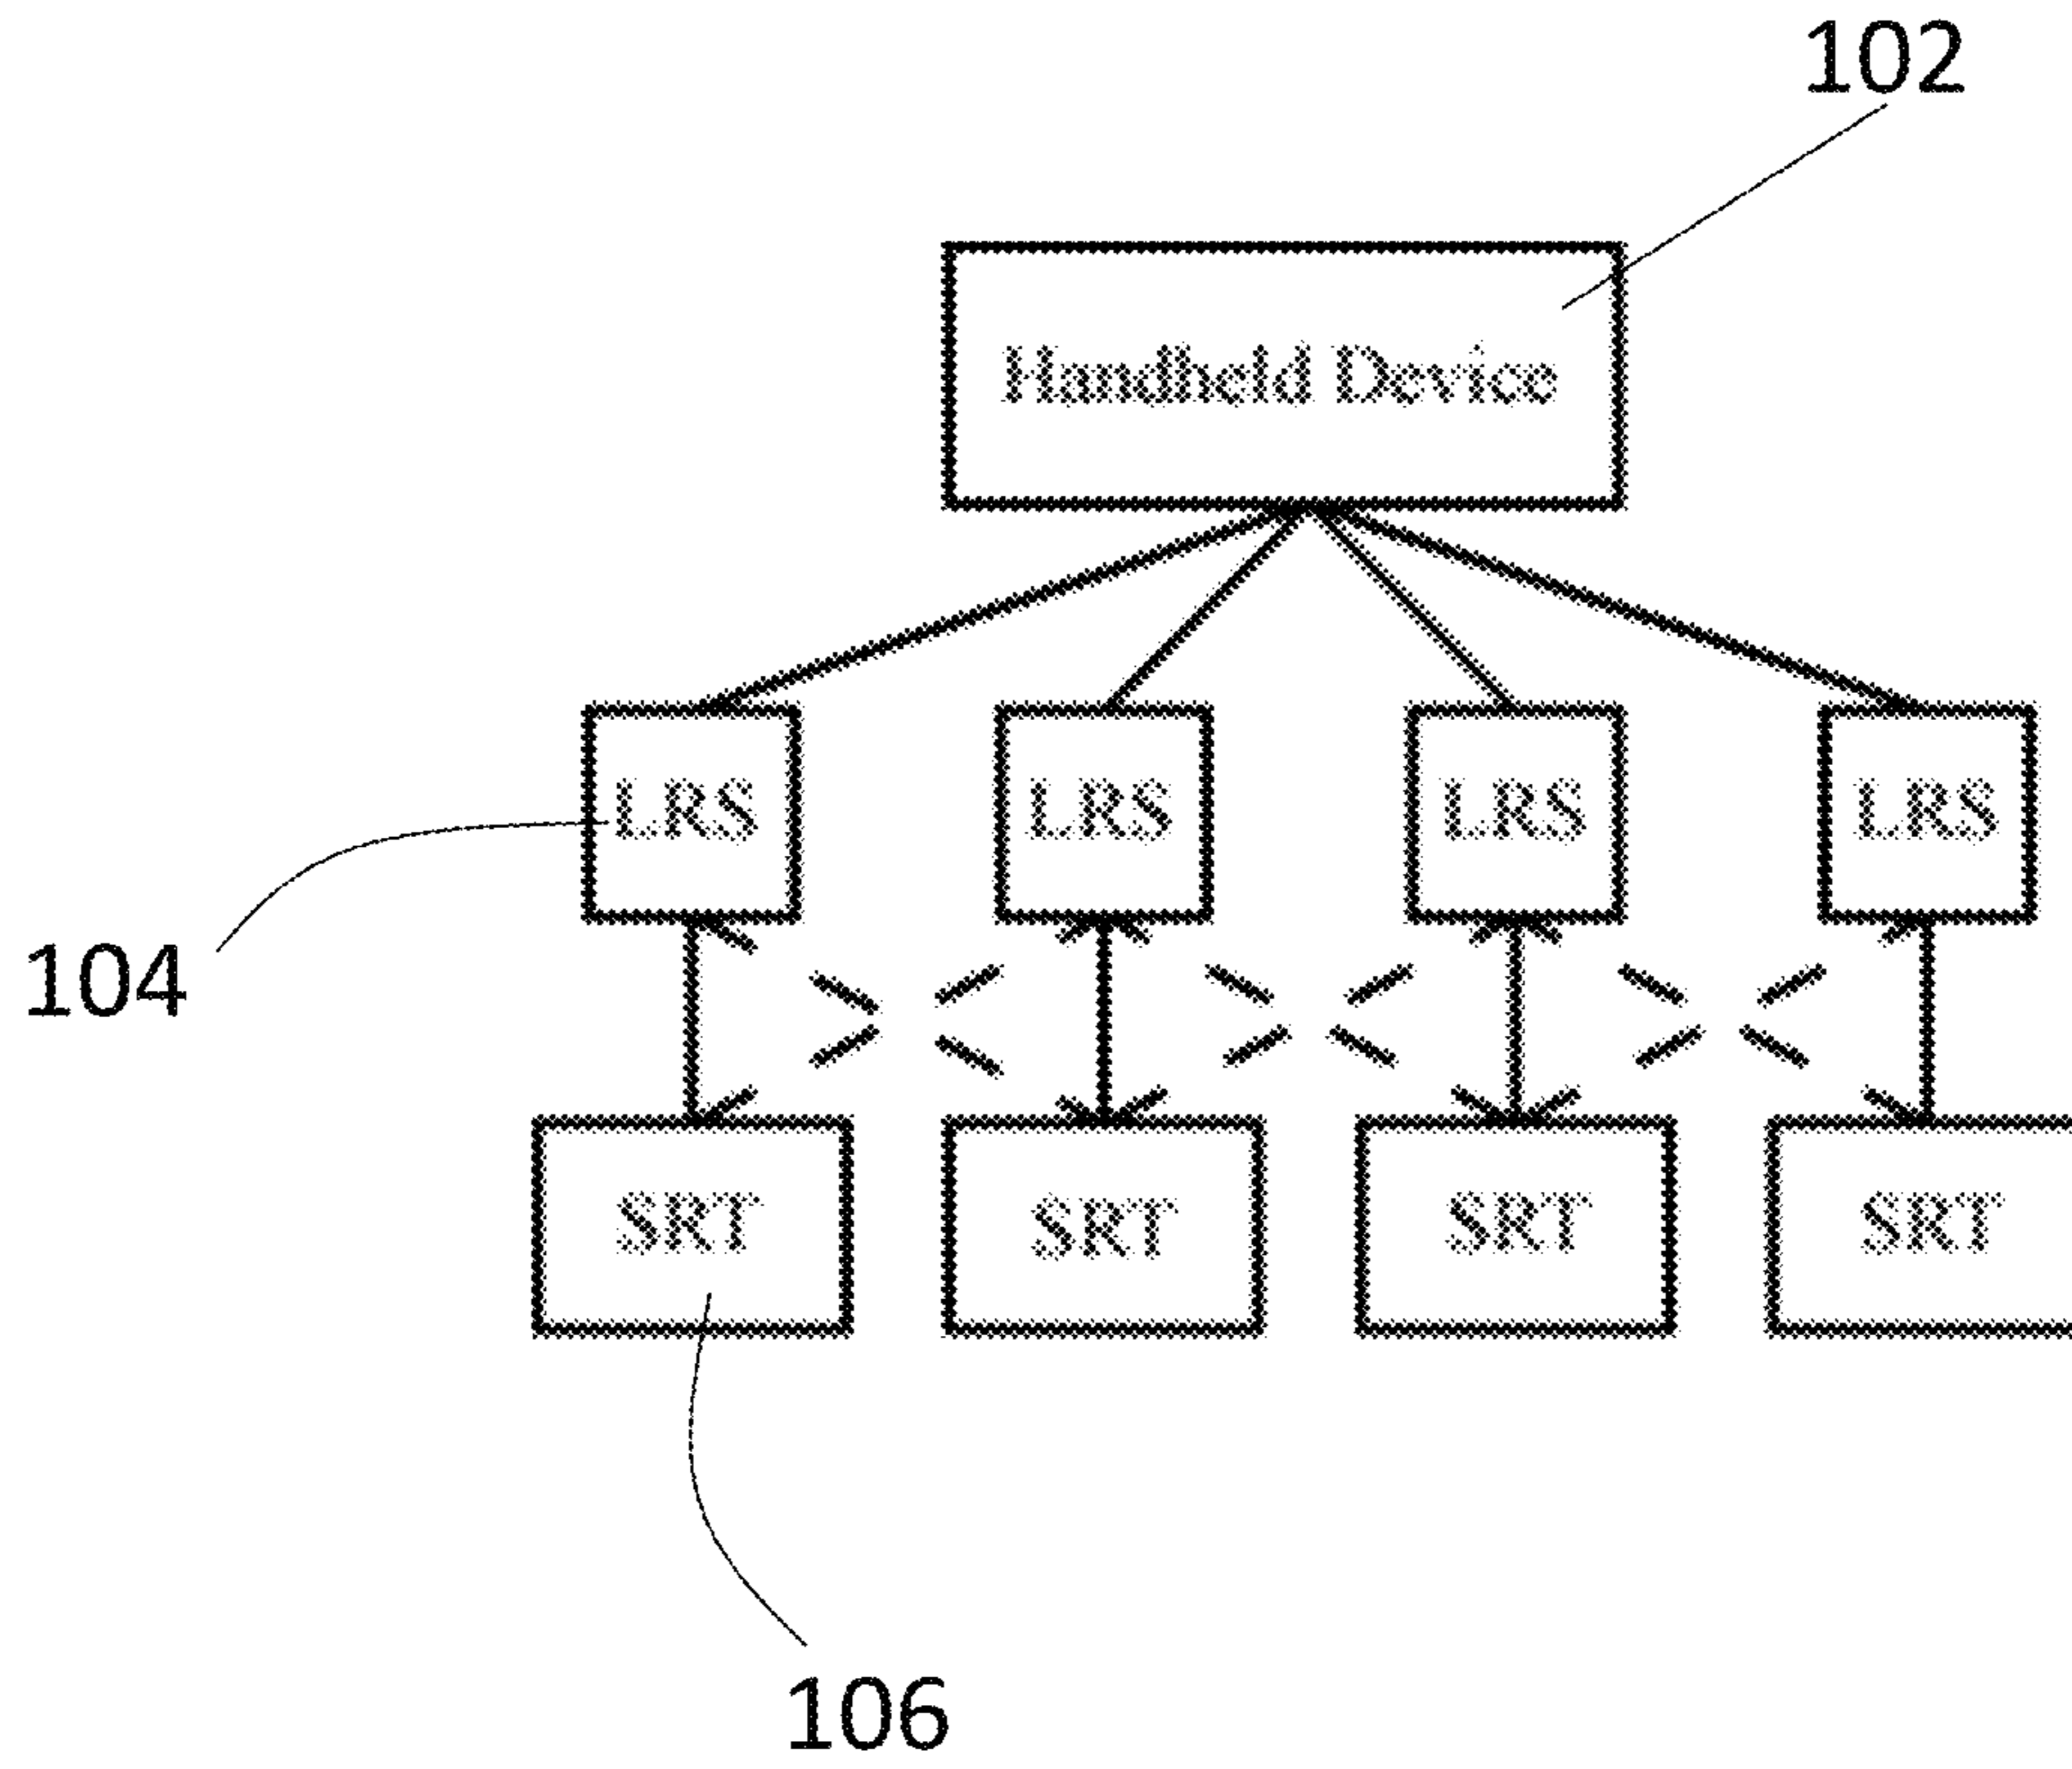 102
Handheld Device
LRS LRS LRS LRS
104
SRT SRT SRT SRT
106